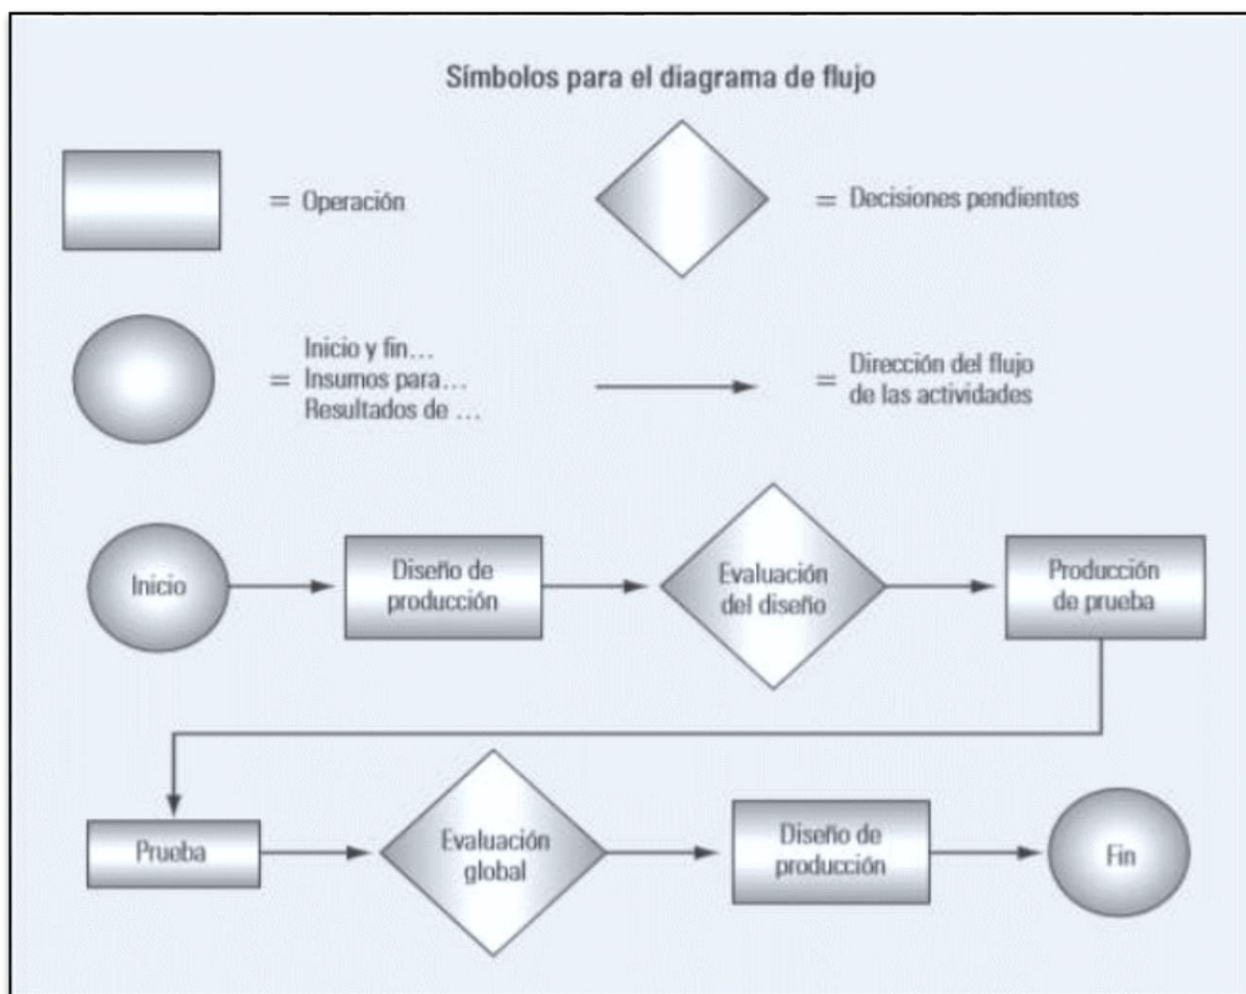 Símbolos para el diagrama de flujo
= Operación
= Decisiones pendientes
= Inicio y fin...
Insumos para...
Resultados de ...
= Dirección del flujo
de las actividades
Inicio
Diseño de
producción
Evaluación
del diseño
Producción
de prueba
Prueba
Evaluación
global
Diseño de
producción
Fin